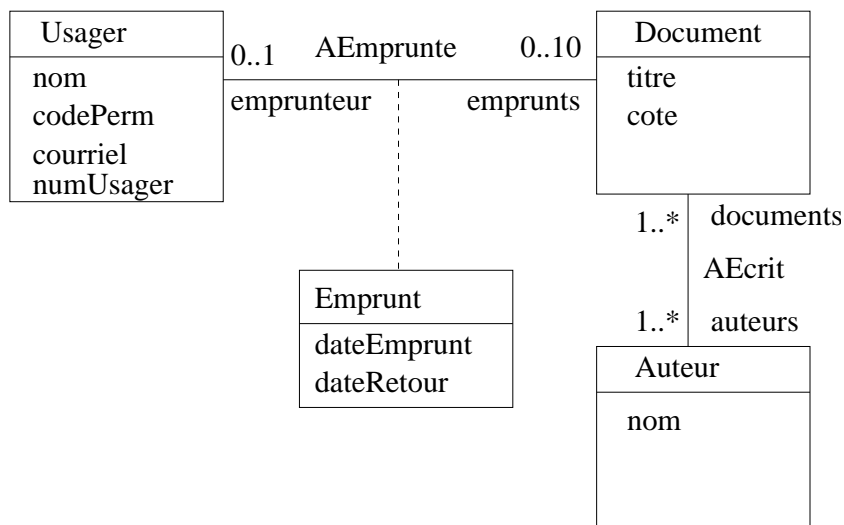 Usager
nom
codePerm
courriel
numUsager
0..1
AEmprunte
0..10
emprunteur
emprunts
Document
titre
cote
1..*
documents
AEcrit
1..*
auteurs
Emprunt
dateEmprunt
dateRetour
Auteur
nom